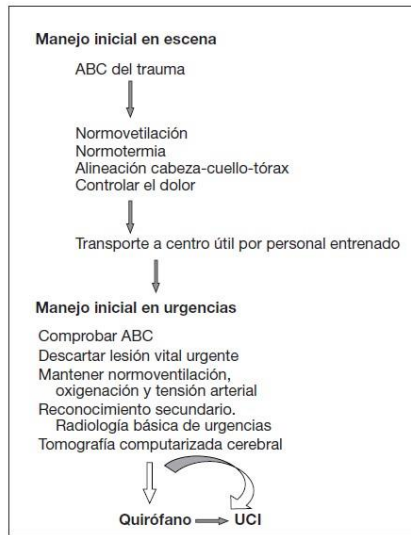 Manejo inicial en escena
ABC del trauma
Normovetilación
Normotermia
Alineación cabeza-cuello-tórax
Controlar el dolor
Transporte a centro útil por personal entrenado
Manejo inicial en urgencias
Comprobar ABC
Descartar lesión vital urgente
Mantener normoventilación,
oxigenación y tensión arterial
Reconocimiento secundario.
Radiología básica de urgencias
Tomografía computarizada cerebral
Quirófano UCI